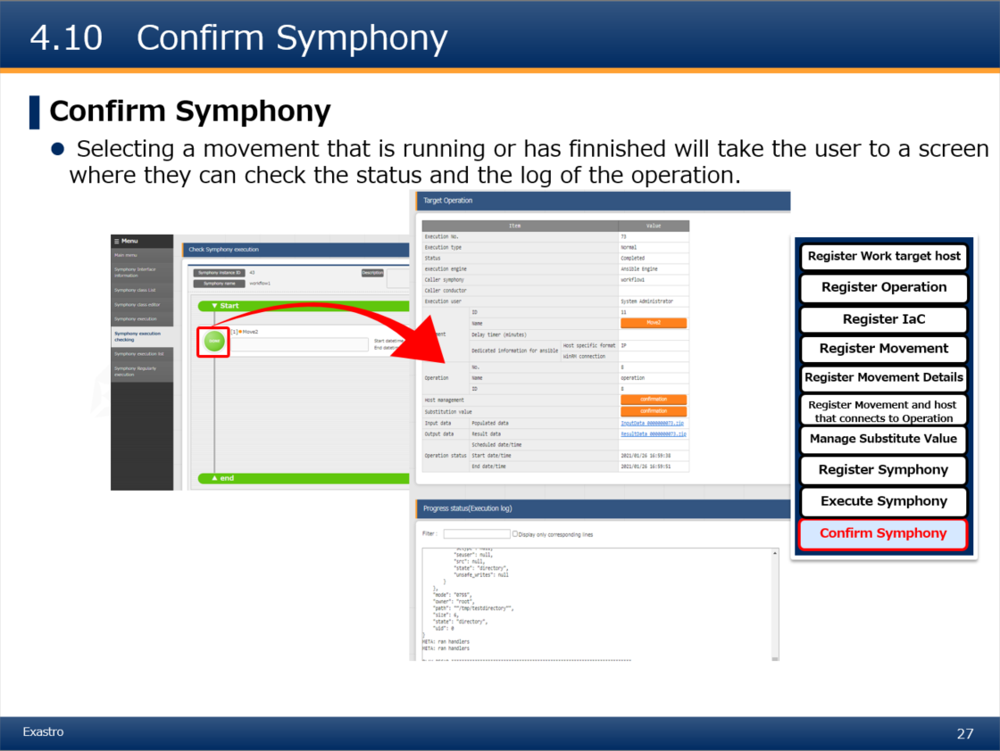 4.10 Confirm Symphony
Confirm Symphony
● Selecting a movement that is running or has finnished will take the user to a screen
where they can check the status and the log of the operation.
☰ Menu
Main menu
Symphony Interface
information
Symphony class List
Symphony class editor
Symphony execution
Symphony execution
checking
Symphony execution list
Symphony Regularly
execution
Check Symphony execution
Symphony instance ID 43
Description
Symphony name workflow1
▼ Start
[1] Move2
Start datetime
End datetime
▲ end
Target Operation
Item Value
Execution No. 73
Execution type Normal
Status Completed
execution engine Ansible Engine
Caller symphony workflow1
Caller conductor
Execution user System Administrator
ID 11
Name Move2
Delay timer (minutes)
Dedicated information for ansible
Host specific format IP
WinRM connection
No. 8
Operation Name operation
ID 8
Host management confirmation
Substitution value confirmation
Input data Populated data InputData_0000000073.zip
Output data Result data ResultData_0000000073.zip
Scheduled date/time
Operation status Start date/time 2021/01/26 16:59:38
End date/time 2021/01/26 16:59:51
Progress status(Execution log)
Filter : Display only corresponding lines
"seuser": null,
"src": null,
"state": "directory",
"unsafe_writes": null
}
},
"mode": "0755",
"owner": "root",
"path": ""/tmp/testdirectory"",
"size": 6,
"state": "directory",
"uid": 0
}
META: ran handlers
META: ran handlers
Register Work target host
Register Operation
Register IaC
Register Movement
Register Movement Details
Register Movement and host
that connects to Operation
Manage Substitute Value
Register Symphony
Execute Symphony
Confirm Symphony
Exastro
27